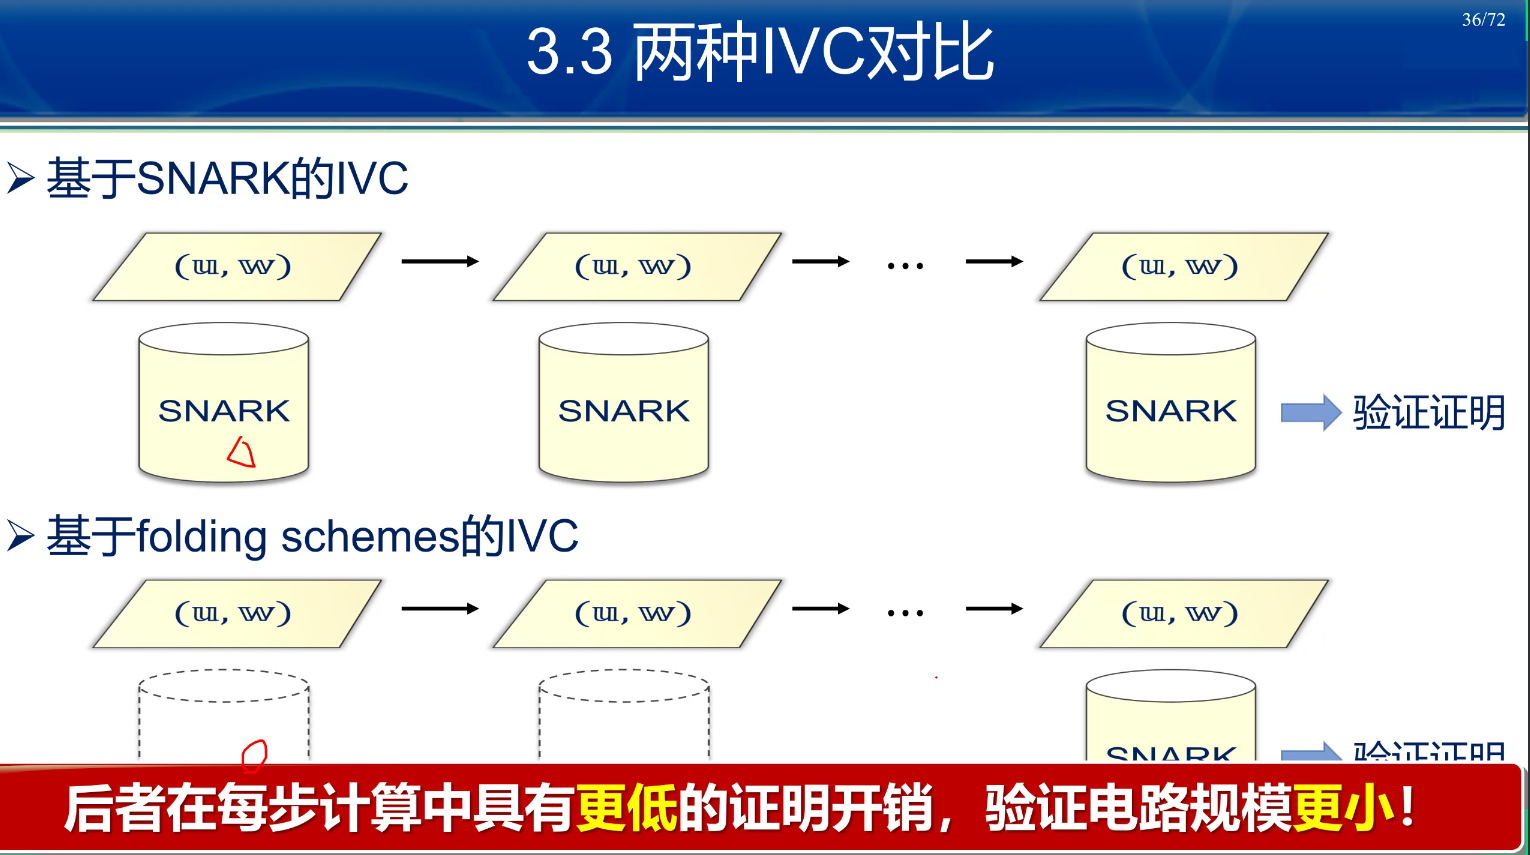 36/72
3.3 两种IVC对比
➢ 基于SNARK的IVC
(𝕦, 𝕨) (𝕦, 𝕨) … (𝕦, 𝕨)
SNARK SNARK SNARK 验证证明
➢ 基于folding schemes的IVC
(𝕦, 𝕨) (𝕦, 𝕨) … (𝕦, 𝕨)
SNARK 验证证明
后者在每步计算中具有更低的证明开销，验证电路规模更小！